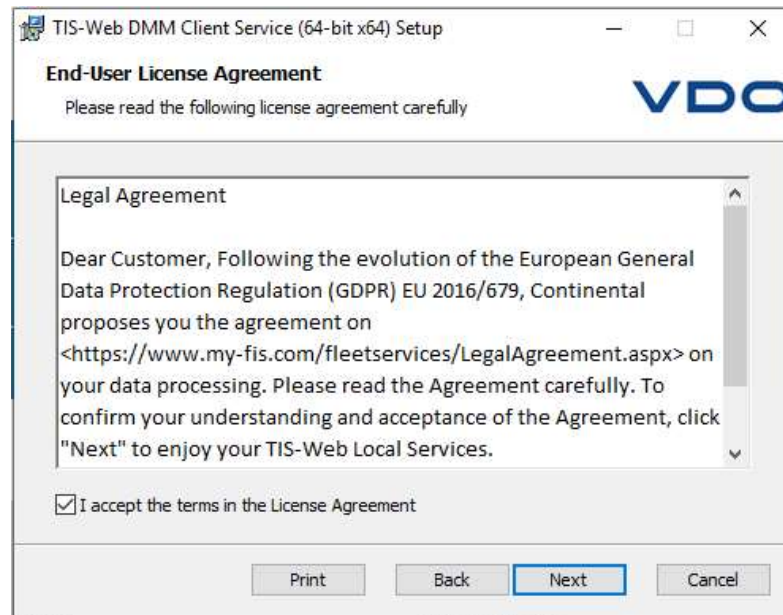 TIS-Web DMM Client Service (64-bit x64) Setup
End-User License Agreement
Please read the following license agreement carefully
VDO
Legal Agreement
Dear Customer, Following the evolution of the European General
Data Protection Regulation (GDPR) EU 2016/679, Continental
proposes you the agreement on
<https://www.my-fis.com/fleetservices/LegalAgreement.aspx> on
your data processing. Please read the Agreement carefully. To
confirm your understanding and acceptance of the Agreement, click
"Next" to enjoy your TIS-Web Local Services.
I accept the terms in the License Agreement
Print
Back
Next
Cancel